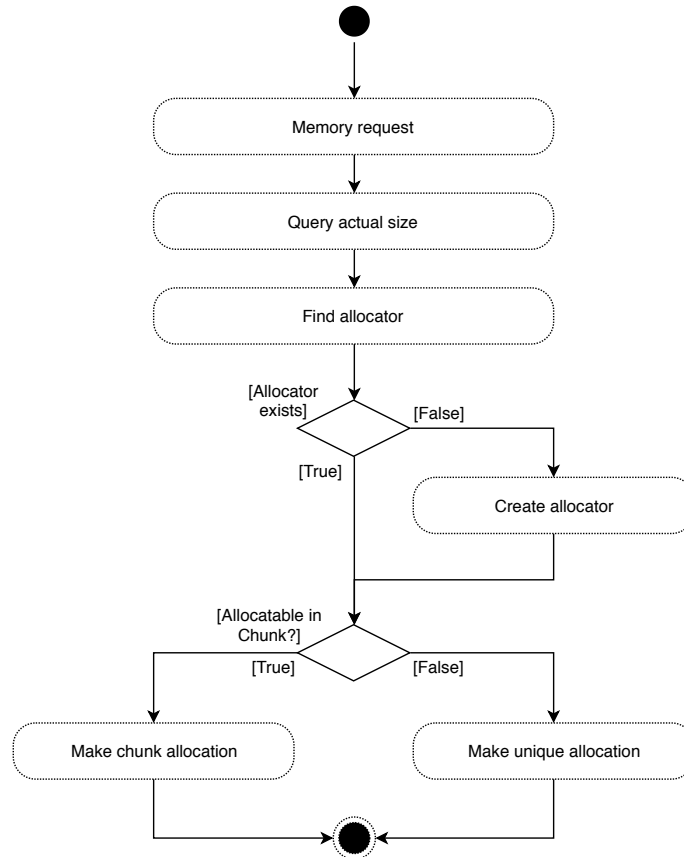 Memory request
Query actual size
Find allocator
[Allocator
exists]
[False]
[True]
Create allocator
[Allocatable in
Chunk?]
[True]
[False]
Make chunk allocation
Make unique allocation